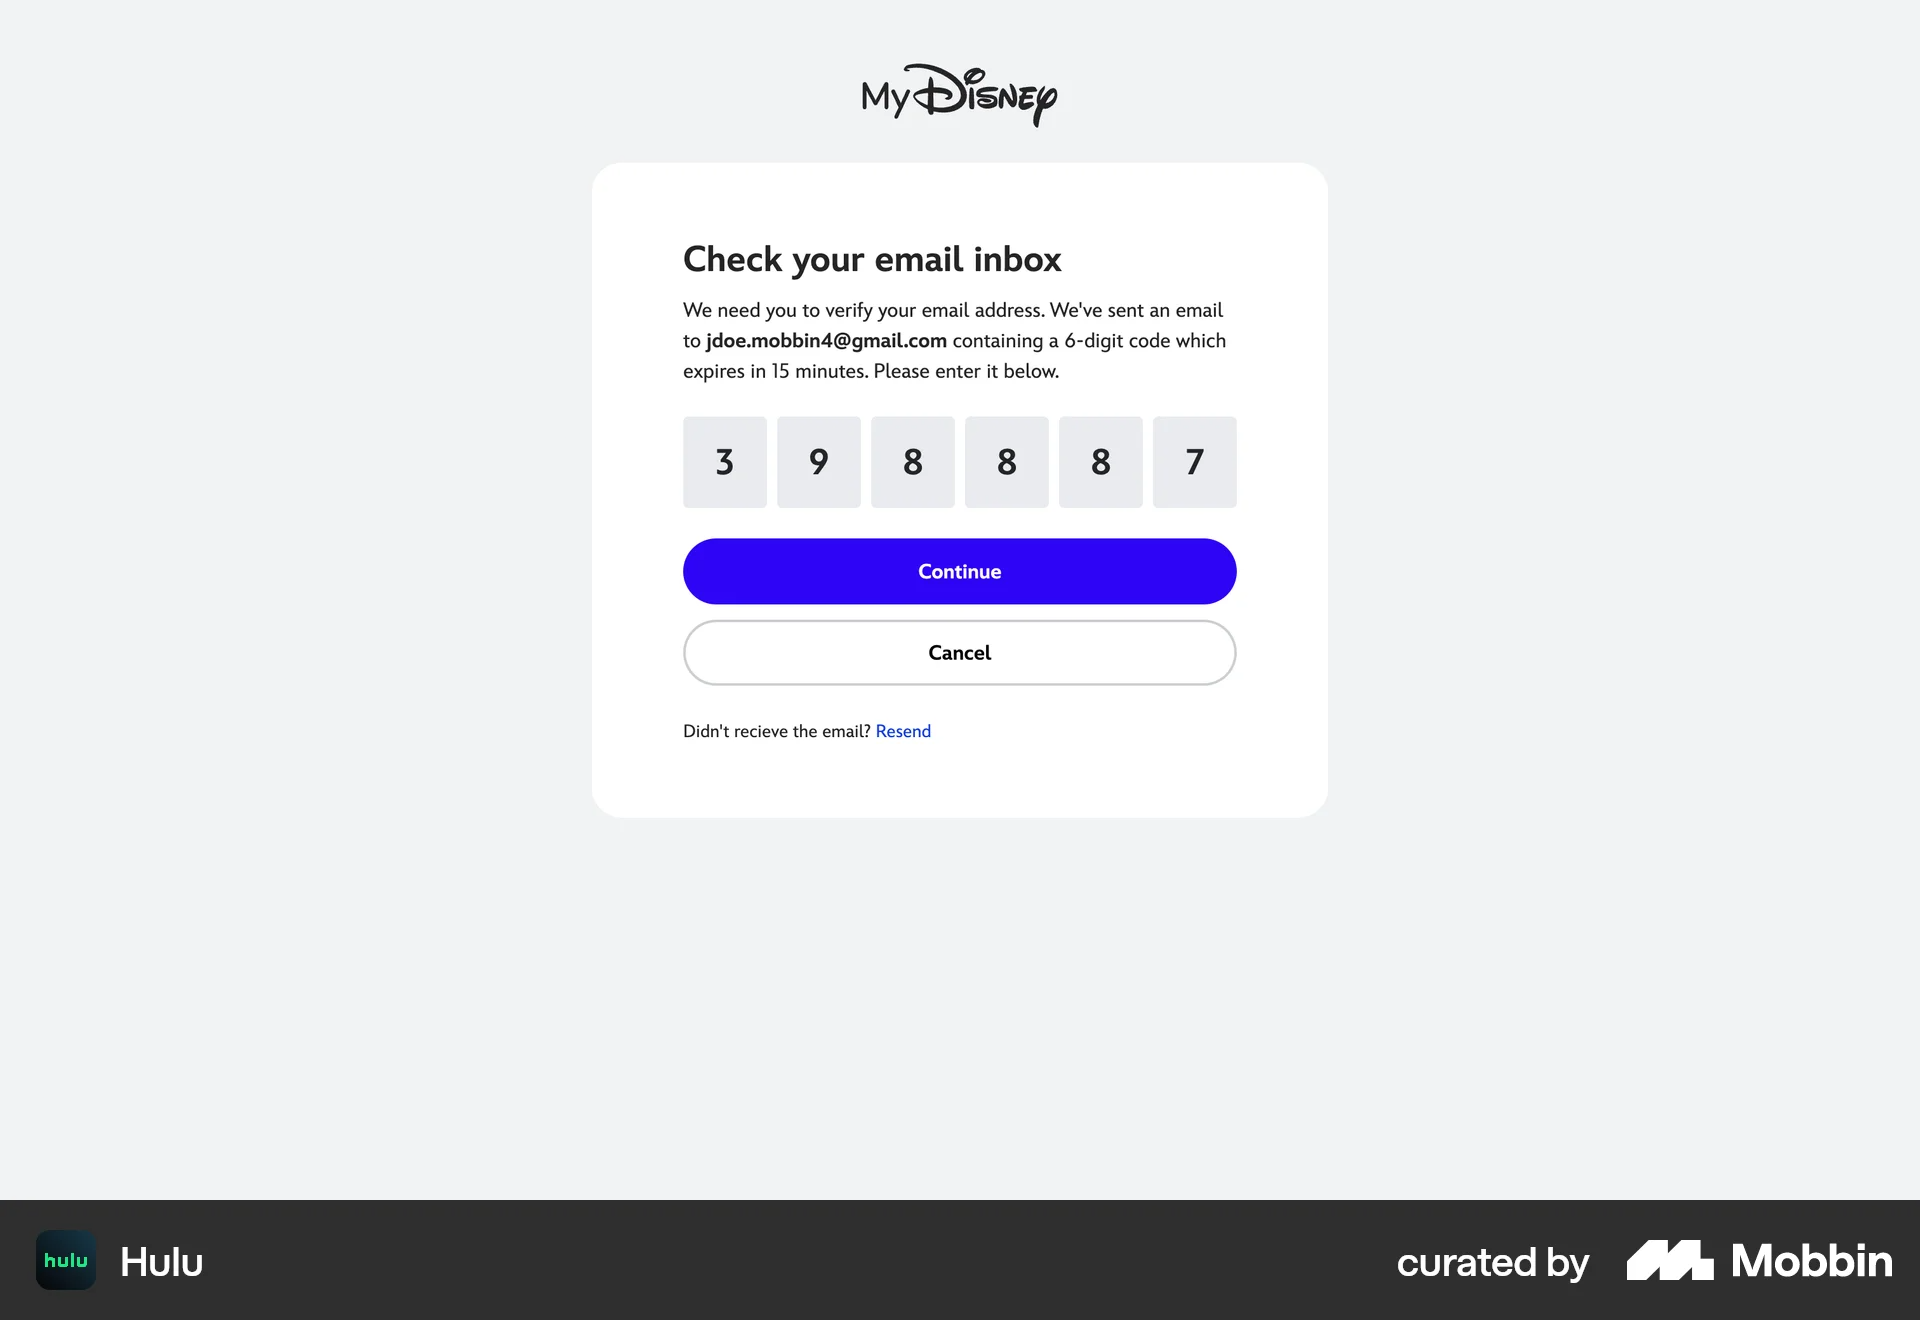 My Disney
Check your email inbox
We need you to verify your email address. We've sent an email
to jdoe.mobbin4@gmail.com containing a 6-digit code which
expires in 15 minutes. Please enter it below.
3 9 8 8 8 7
Continue
Cancel
Didn't recieve the email? Resend
hulu Hulu curated by Mobbin